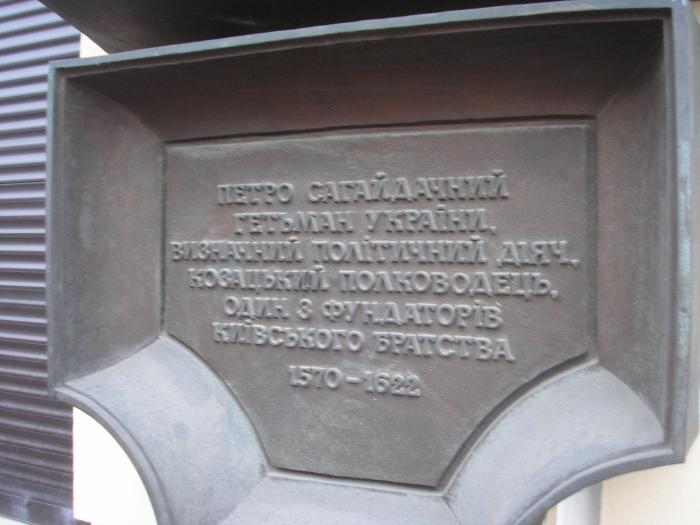 ПЕТРО САГАЙДАЧНИЙ
ГЕТЬМАН УКРАЇНИ,
ВИЗНАЧНИЙ ПОЛІТИЧНИЙ ДІЯЧ,
КОЗАЦЬКИЙ ПОЛКОВОДЕЦЬ,
ОДИН З ФУНДАТОРІВ
КИЇВСЬКОГО БРАТСТВА
1570 – 1622